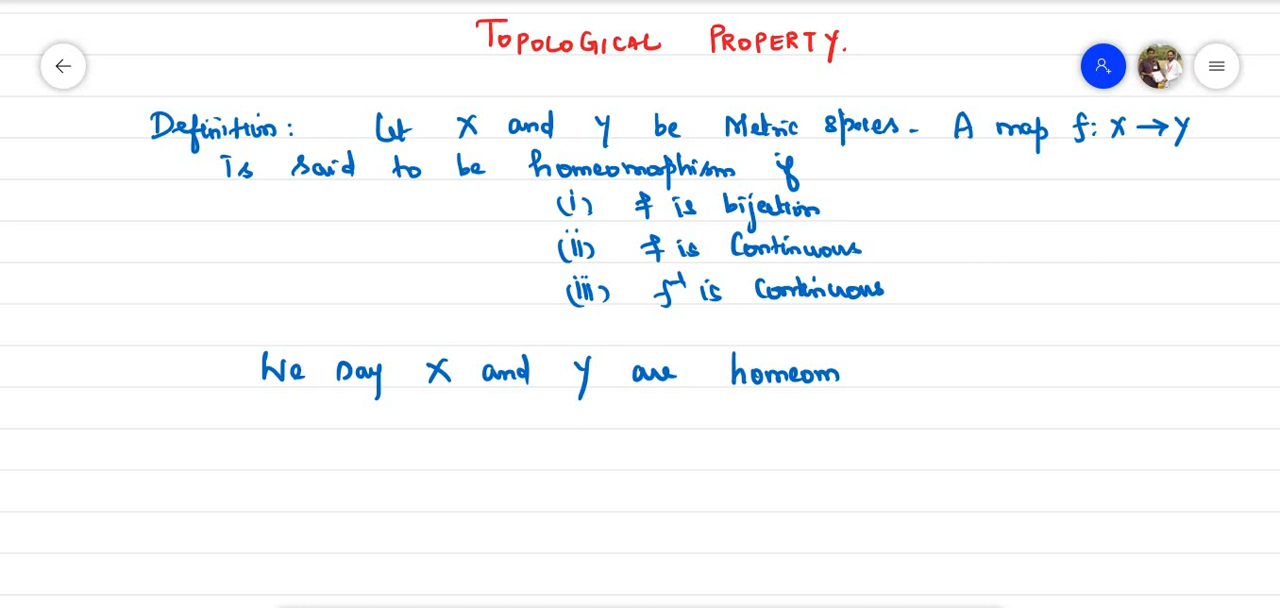 TOPOLOGICAL PROPERTY.
Definition: Let X and Y be Metric spaces. A map f: X → Y
is said to be homeomorphism if
(i) f is bijection
(ii) f is Continuous
(iii) f⁻¹ is Continuous
We say X and Y are homeom